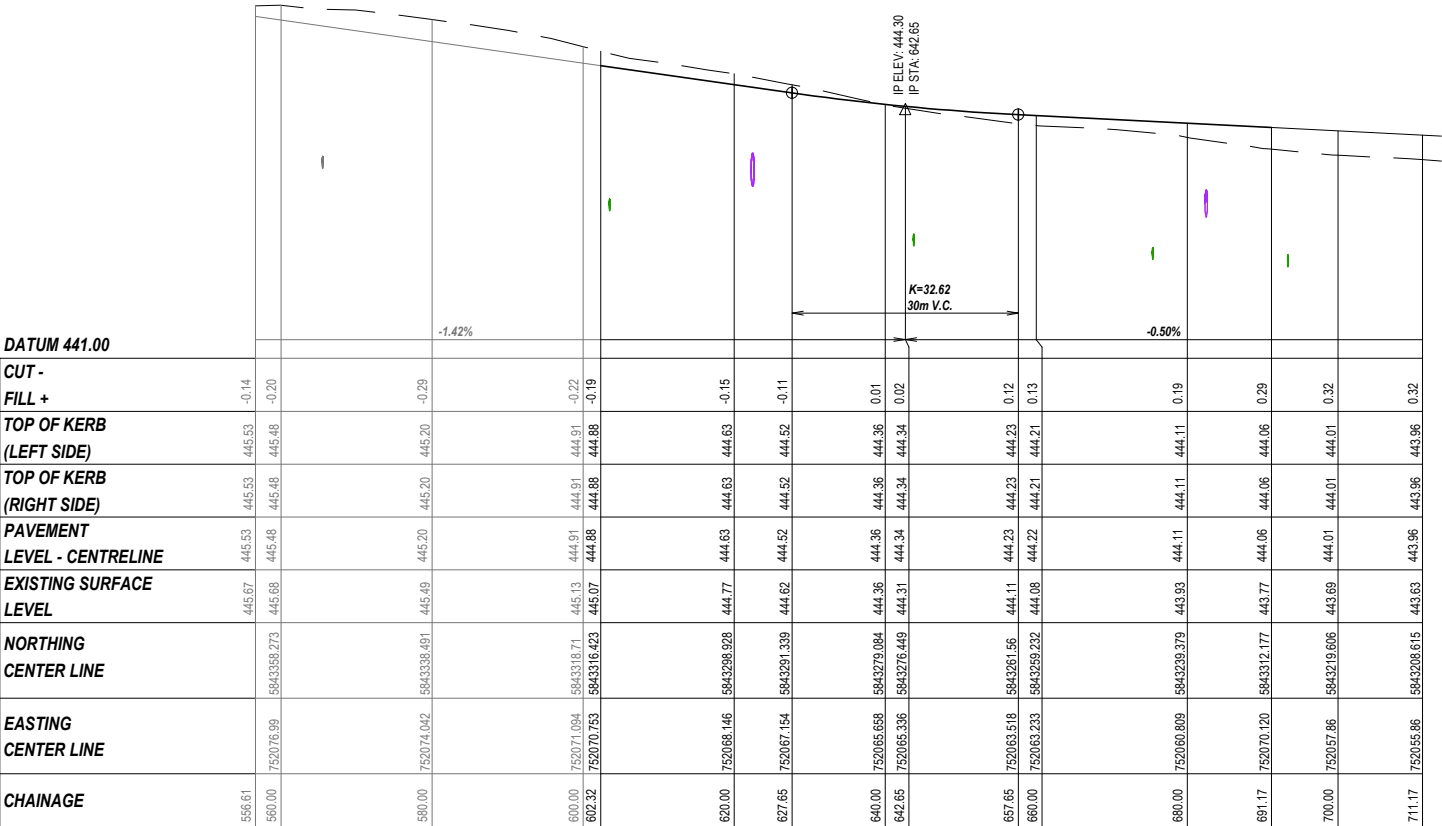 IP ELEV: 444.30
IP STA: 642.65
K=32.62
30m V.C.
-1.42%
-0.50%
DATUM 441.00
CUT -
FILL +
-0.14 -0.20 -0.29 -0.22 -0.19 -0.15 -0.11 0.01 0.02 0.12 0.13 0.19 0.29 0.32 0.32
TOP OF KERB
(LEFT SIDE)
445.53 445.48 445.20 444.91 444.88 444.63 444.52 444.36 444.34 444.23 444.21 444.11 444.06 444.01 443.96
TOP OF KERB
(RIGHT SIDE)
445.53 445.48 445.20 444.91 444.88 444.63 444.52 444.36 444.34 444.23 444.21 444.11 444.06 444.01 443.96
PAVEMENT
LEVEL - CENTRELINE
445.53 445.48 445.20 444.91 444.88 444.63 444.52 444.36 444.34 444.23 444.22 444.11 444.06 444.01 443.96
EXISTING SURFACE
LEVEL
445.67 445.68 445.49 445.13 445.07 444.77 444.62 444.36 444.31 444.11 444.08 443.93 443.77 443.69 443.63
NORTHING
CENTER LINE
5843358.273 5843338.491 5843318.71 5843316.423 5843298.928 5843291.339 5843279.084 5843276.449 5843261.56 5843259.232 5843239.379 5843312.177 5843219.606 5843208.615
EASTING
CENTER LINE
752076.99 752074.042 752071.094 752070.753 752068.146 752067.154 752065.658 752065.336 752063.518 752063.233 752060.809 752070.120 752057.86 752055.86
CHAINAGE
556.61 560.00 580.00 600.00 602.32 620.00 627.65 640.00 642.65 657.65 660.00 680.00 691.17 700.00 711.17